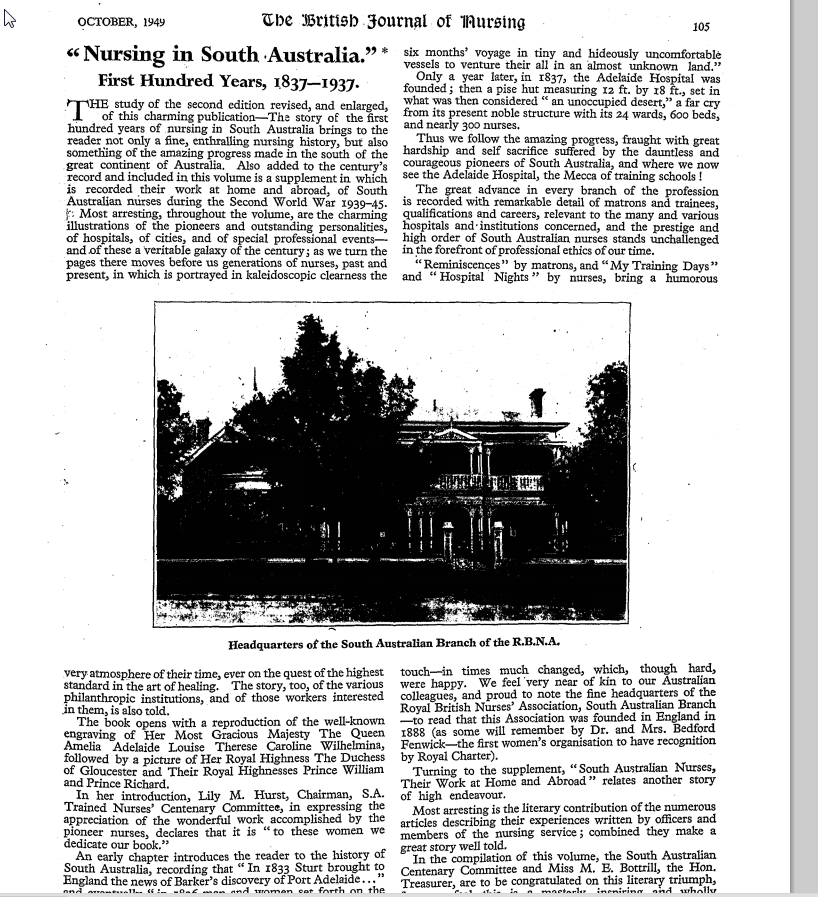 OCTOBER, 1949
The British Journal of Nursing
105
“Nursing in South Australia.”*
First Hundred Years, 1837—1937.
THE study of the second edition revised, and enlarged,
of this charming publication—The story of the first
hundred years of nursing in South Australia brings to the
reader not only a fine, enthralling nursing history, but also
something of the amazing progress made in the south of the
great continent of Australia. Also added to the century's
record and included in this volume is a supplement in which
is recorded their work at home and abroad, of South
Australian nurses during the Second World War 1939-45.
Most arresting, throughout the volume, are the charming
illustrations of the pioneers and outstanding personalities,
of hospitals, of cities, and of special professional events—
and of these a veritable galaxy of the century; as we turn the
pages there moves before us generations of nurses, past and
present, in which is portrayed in kaleidoscopic clearness the
six months' voyage in tiny and hideously uncomfortable
vessels to venture their all in an almost unknown land.”
Only a year later, in 1837, the Adelaide Hospital was
founded; then a pise hut measuring 12 ft. by 18 ft., set in
what was then considered “an unoccupied desert,” a far cry
from its present noble structure with its 24 wards, 600 beds,
and nearly 300 nurses.
Thus we follow the amazing progress, fraught with great
hardship and self sacrifice suffered by the dauntless and
courageous pioneers of South Australia, and where we now
see the Adelaide Hospital, the Mecca of training schools!
The great advance in every branch of the profession
is recorded with remarkable detail of matrons and trainees,
qualifications and careers, relevant to the many and various
hospitals and institutions concerned, and the prestige and
high order of South Australian nurses stands unchallenged
in the forefront of professional ethics of our time.
“Reminiscences” by matrons, and “My Training Days”
and “Hospital Nights” by nurses, bring a humorous
Headquarters of the South Australian Branch of the R.B.N.A.
very atmosphere of their time, ever on the quest of the highest
standard in the art of healing. The story, too, of the various
philanthropic institutions, and of those workers interested
in them, is also told.
The book opens with a reproduction of the well-known
engraving of Her Most Gracious Majesty The Queen
Amelia Adelaide Louise Therese Caroline Wilhelmina,
followed by a picture of Her Royal Highness The Duchess
of Gloucester and Their Royal Highnesses Prince William
and Prince Richard.
In her introduction, Lily M. Hurst, Chairman, S.A.
Trained Nurses' Centenary Committee, in expressing the
appreciation of the wonderful work accomplished by the
pioneer nurses, declares that it is “to these women we
dedicate our book.”
An early chapter introduces the reader to the history of
South Australia, recording that “In 1833 Sturt brought to
England the news of Barker's discovery of Port Adelaide...”
and eventually “in 1836 men and women set forth on the
touch—in times much changed, which, though hard,
were happy. We feel very near of kin to our Australian
colleagues, and proud to note the fine headquarters of the
Royal British Nurses' Association, South Australian Branch
—to read that this Association was founded in England in
1888 (as some will remember by Dr. and Mrs. Bedford
Fenwick—the first women's organisation to have recognition
by Royal Charter).
Turning to the supplement, “South Australian Nurses,
Their Work at Home and Abroad” relates another story
of high endeavour.
Most arresting is the literary contribution of the numerous
articles describing their experiences written by officers and
members of the nursing service; combined they make a
great story well told.
In the compilation of this volume, the South Australian
Centenary Committee and Miss M. E. Bottrill, the Hon.
Treasurer, are to be congratulated on this literary triumph,
this is a masterly, inspiring and wholly